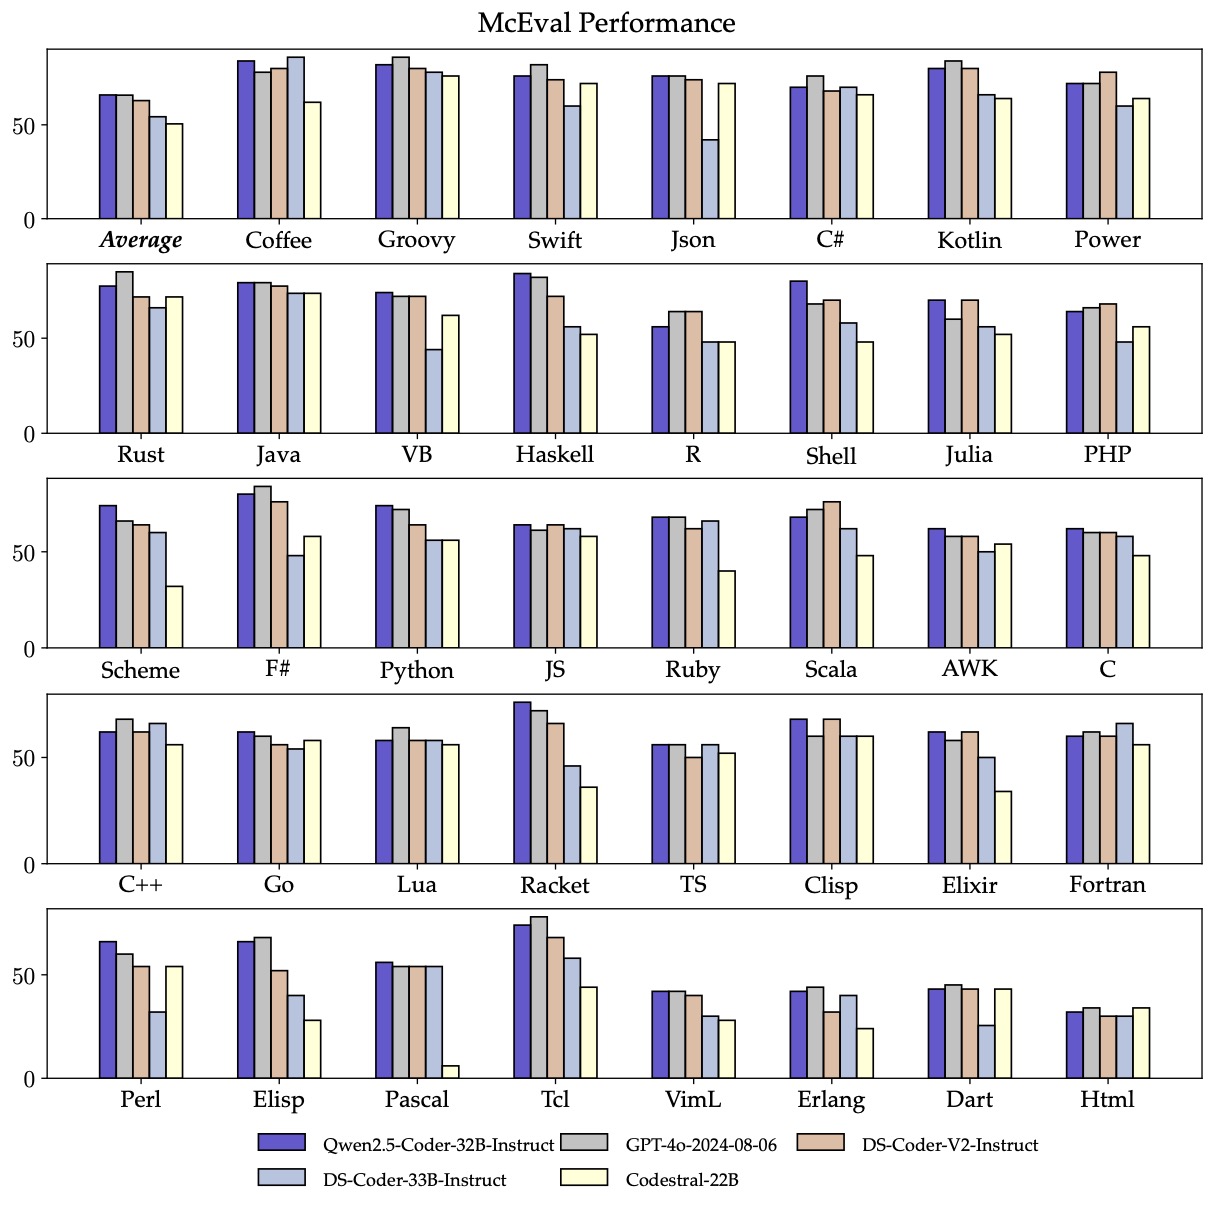 McEval Performance
50
0
Average Coffee Groovy Swift Json C# Kotlin Power
50
0
Rust Java VB Haskell R Shell Julia PHP
50
0
Scheme F# Python JS Ruby Scala AWK C
50
0
C++ Go Lua Racket TS Clisp Elixir Fortran
50
0
Perl Elisp Pascal Tcl VimL Erlang Dart Html
Qwen2.5-Coder-32B-Instruct GPT-4o-2024-08-06 DS-Coder-V2-Instruct
DS-Coder-33B-Instruct Codestral-22B